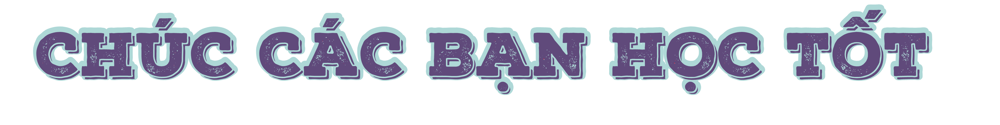 CHÚC CÁC BẠN HỌC TỐT